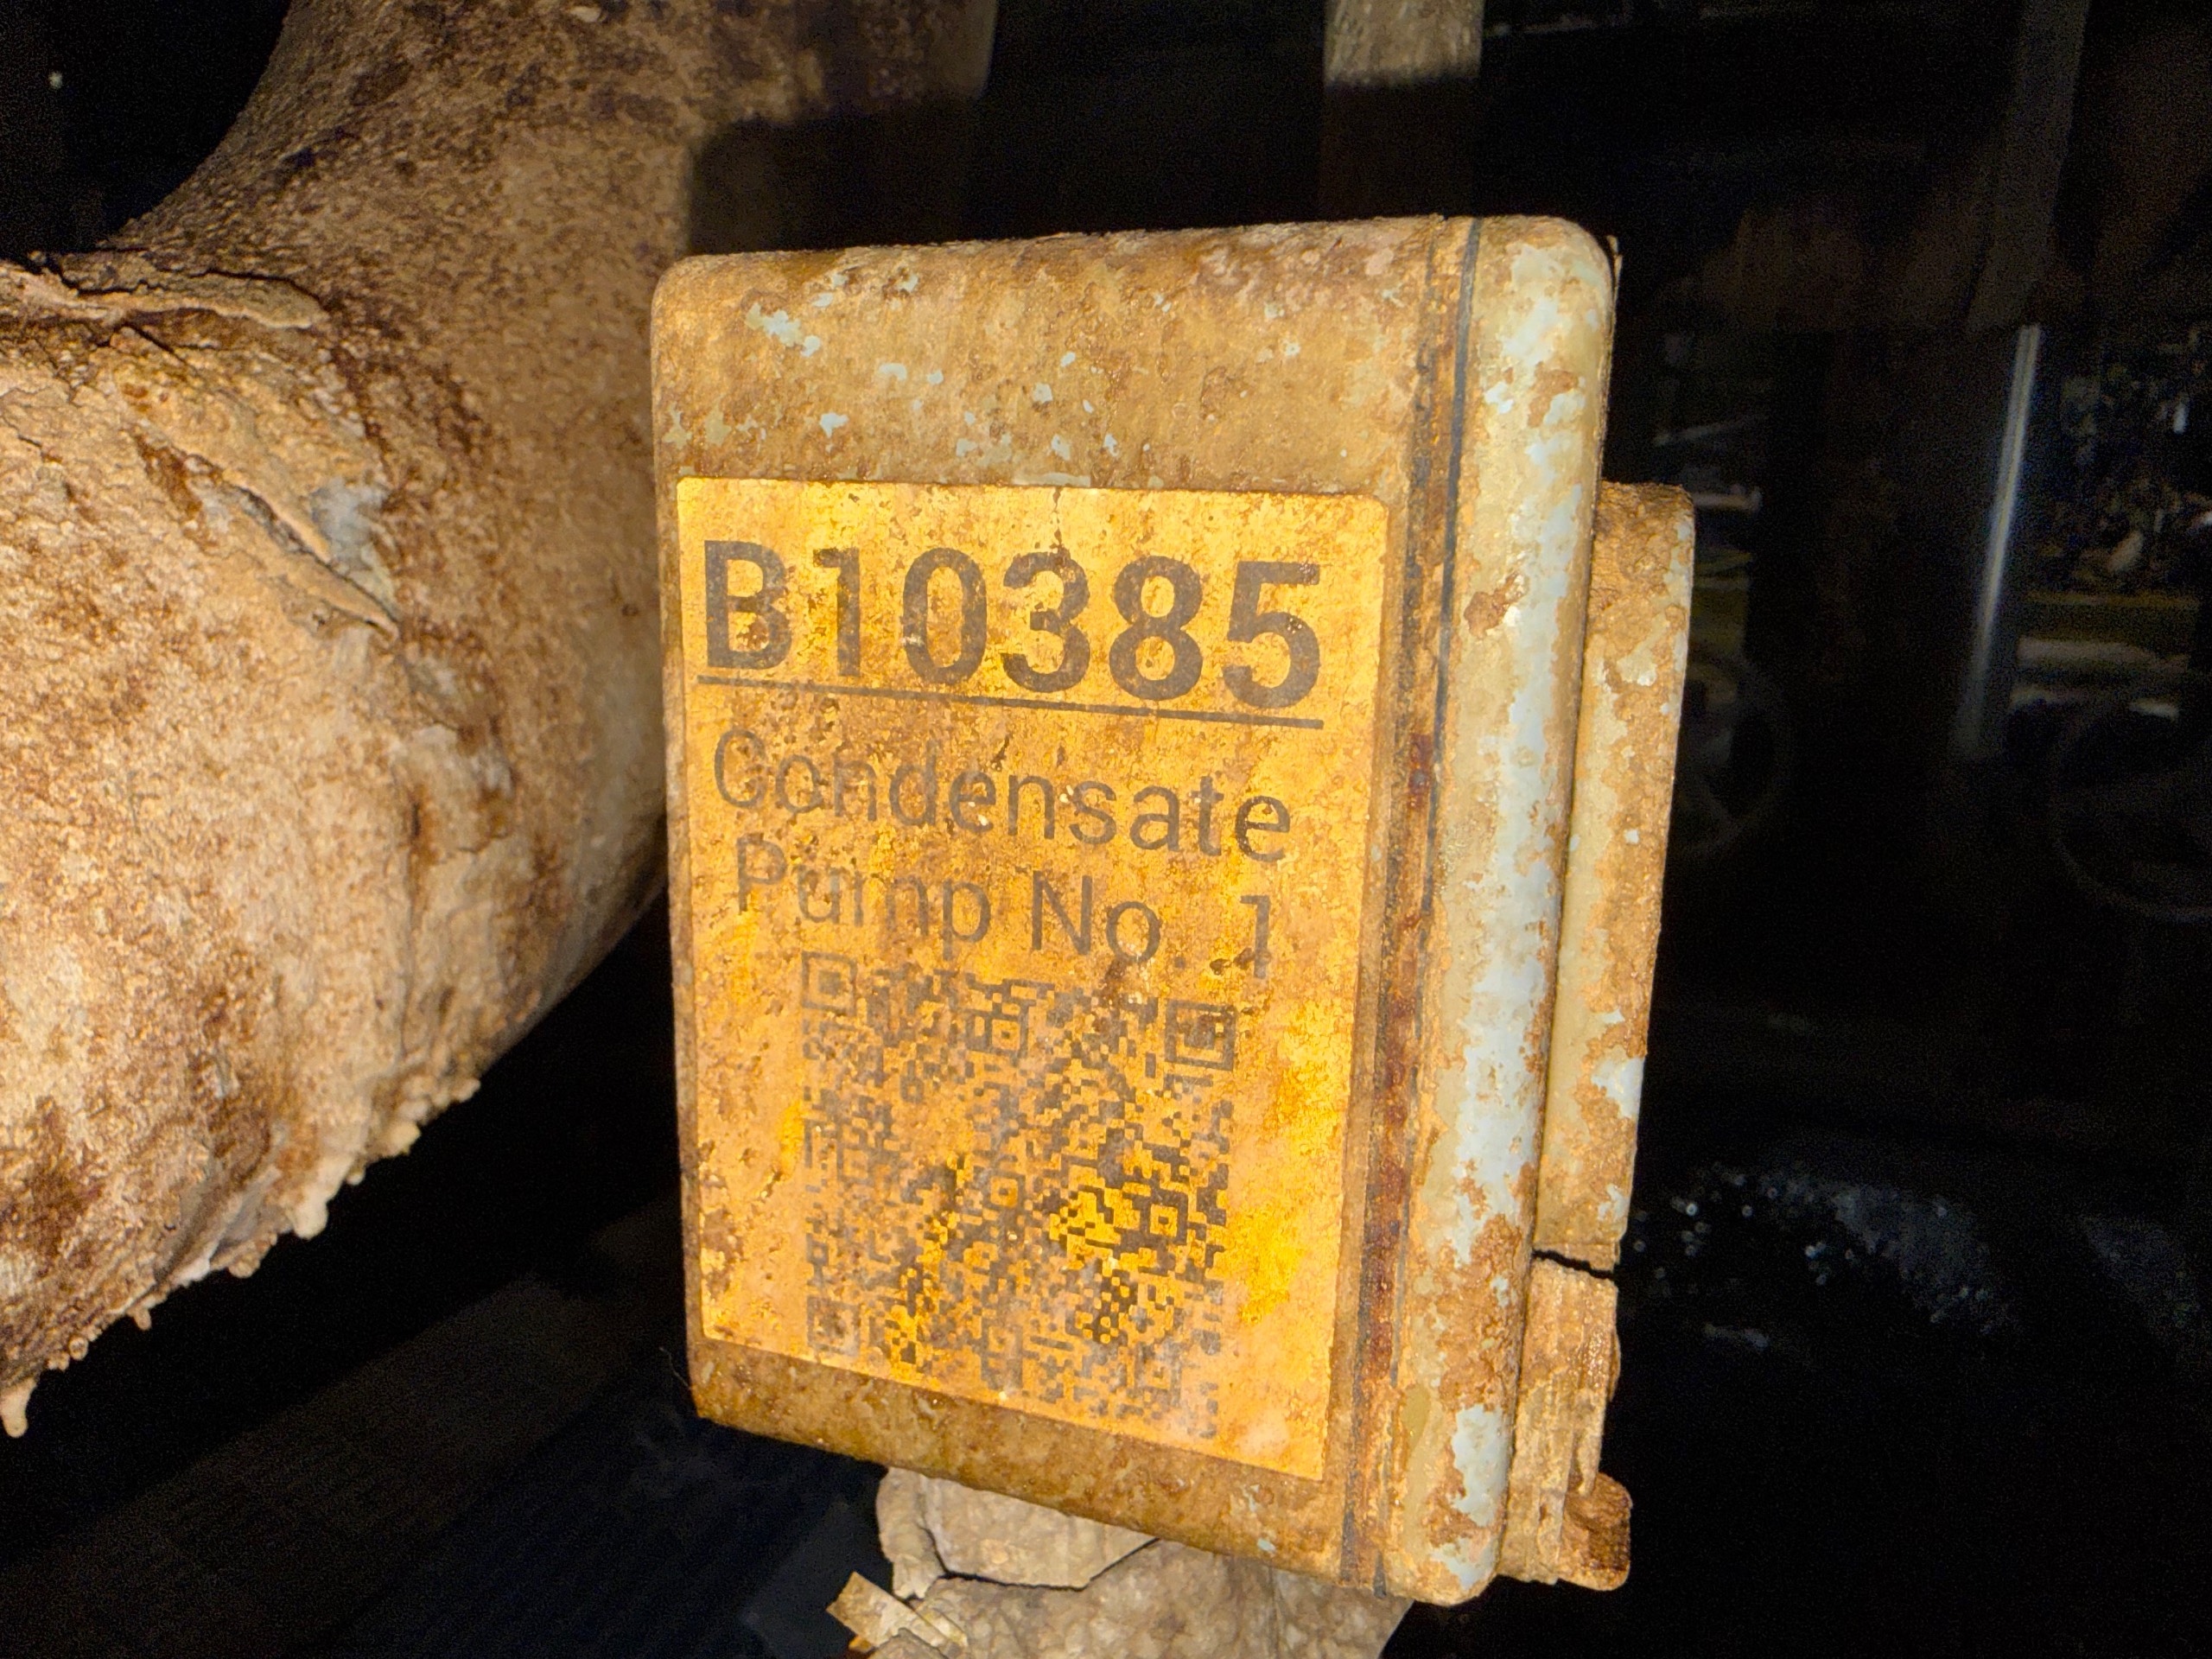 B10385
Condensate
Pump No. 1